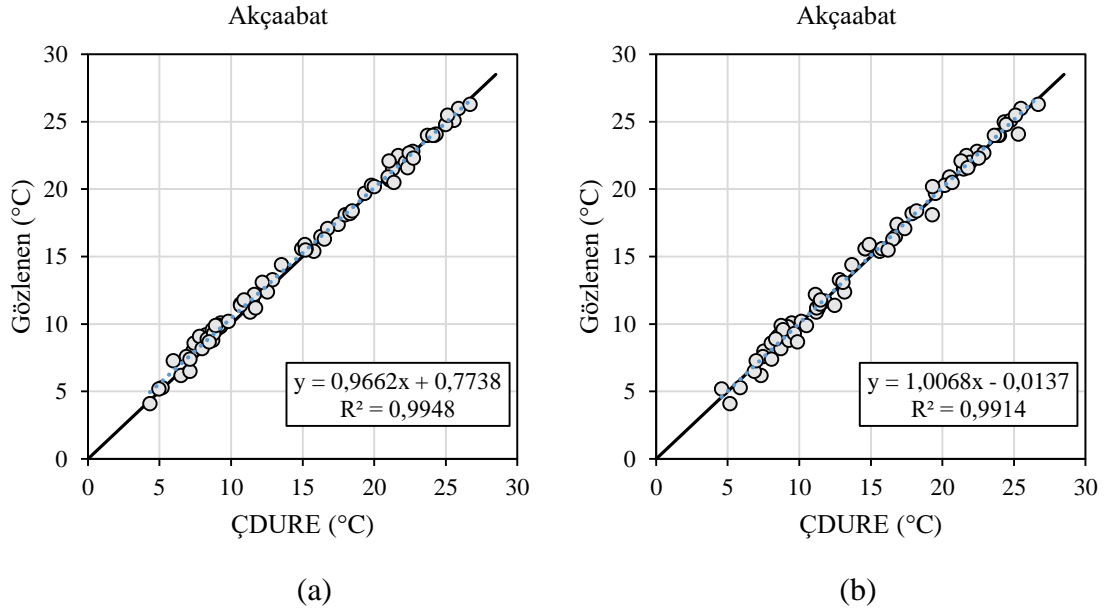 Akçaabat
30
25
20
15
10
5
0
Gözlenen (°C)
y = 0,9662x + 0,7738
R² = 0,9948
0 5 10 15 20 25 30
ÇDURE (°C)
(a)
Akçaabat
30
25
20
15
10
5
0
Gözlenen (°C)
y = 1,0068x - 0,0137
R² = 0,9914
0 5 10 15 20 25 30
ÇDURE (°C)
(b)